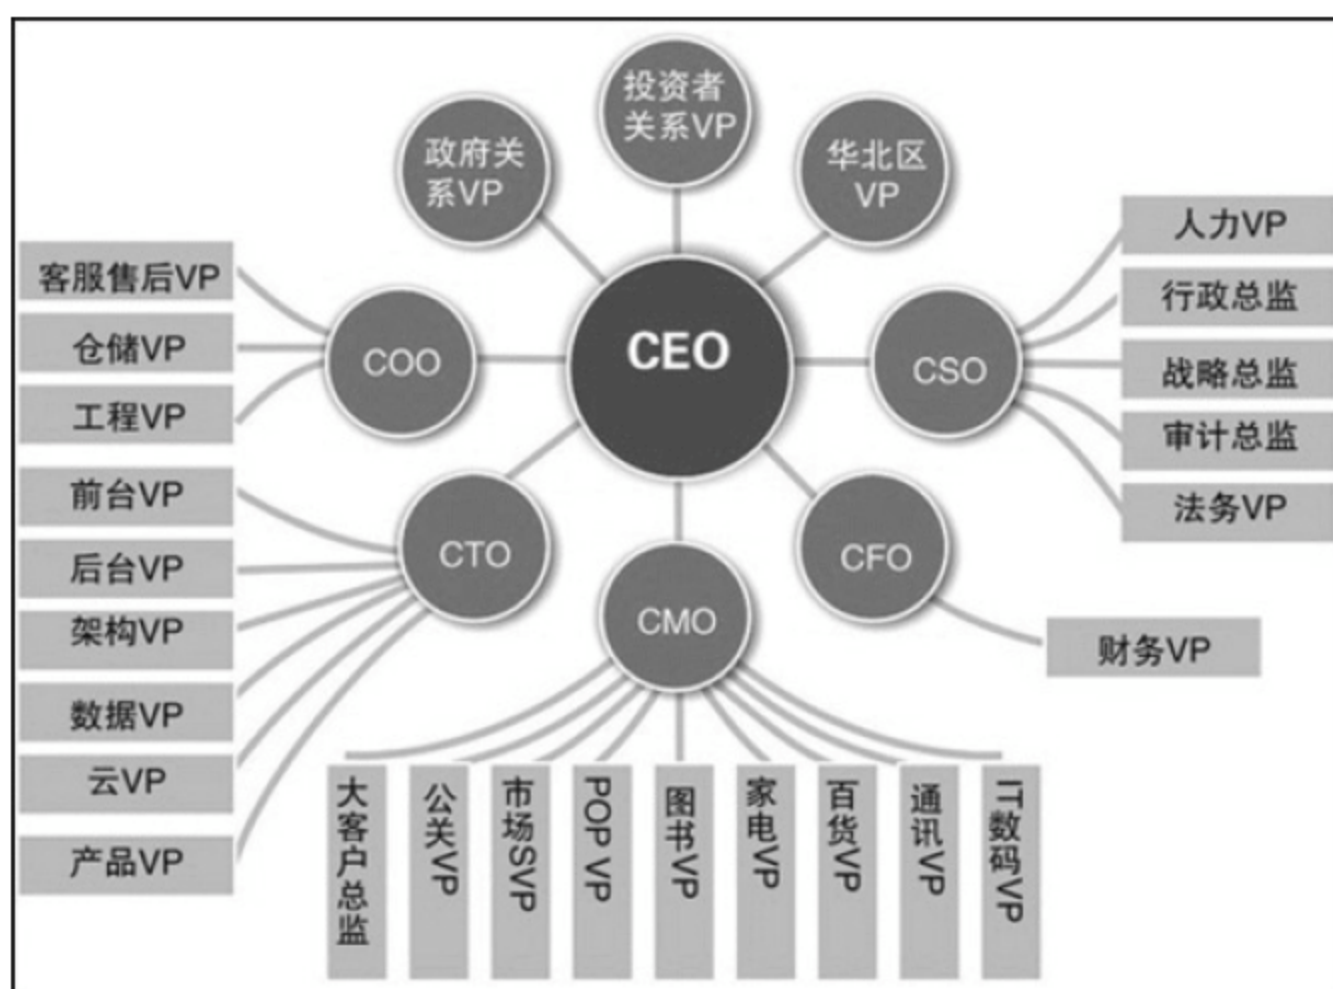 投资者
关系VP
政府关
系VP
华北区
VP
CEO
COO
CSO
CTO
CFO
CMO
客服售后VP
仓储VP
工程VP
前台VP
后台VP
架构VP
数据VP
云VP
产品VP
人力VP
行政总监
战略总监
审计总监
法务VP
财务VP
大客户总监
公关VP
市场SVP
POP VP
图书VP
家电VP
百货VP
通讯VP
IT数码VP